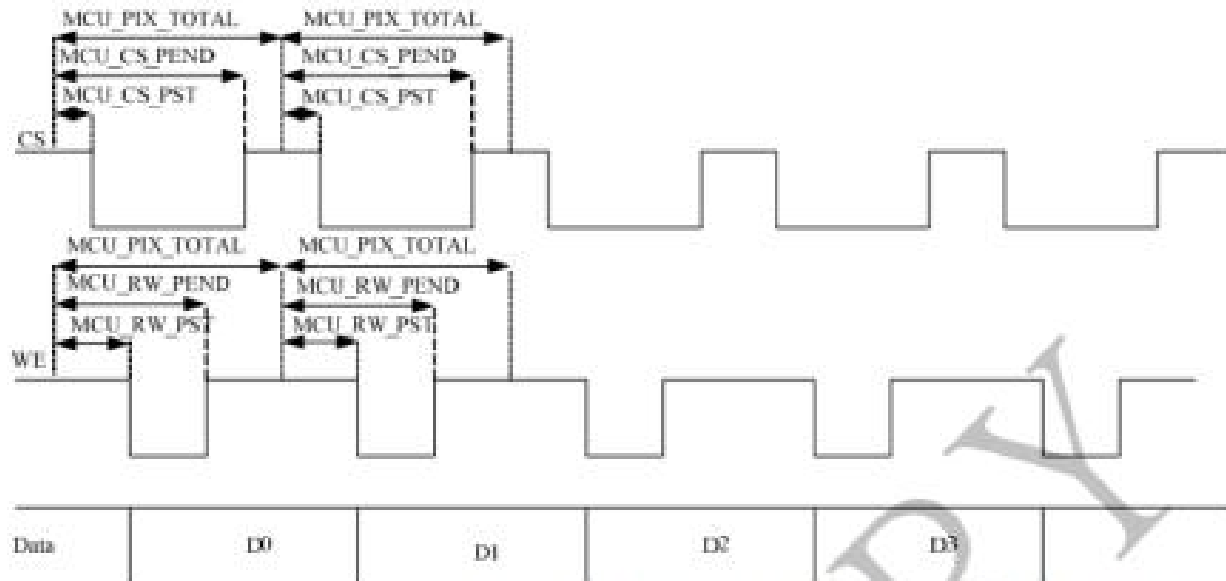 MCU_PIX_TOTAL MCU_PIX_TOTAL
MCU_CS_PEND MCU_CS_PEND
MCU_CS_PST MCU_CS_PST
CS
MCU_PIX_TOTAL MCU_PIX_TOTAL
MCU_RW_PEND MCU_RW_PEND
MCU_RW_PST MCU_RW_PST
WE
Data D0 D1 D2 D3
PY